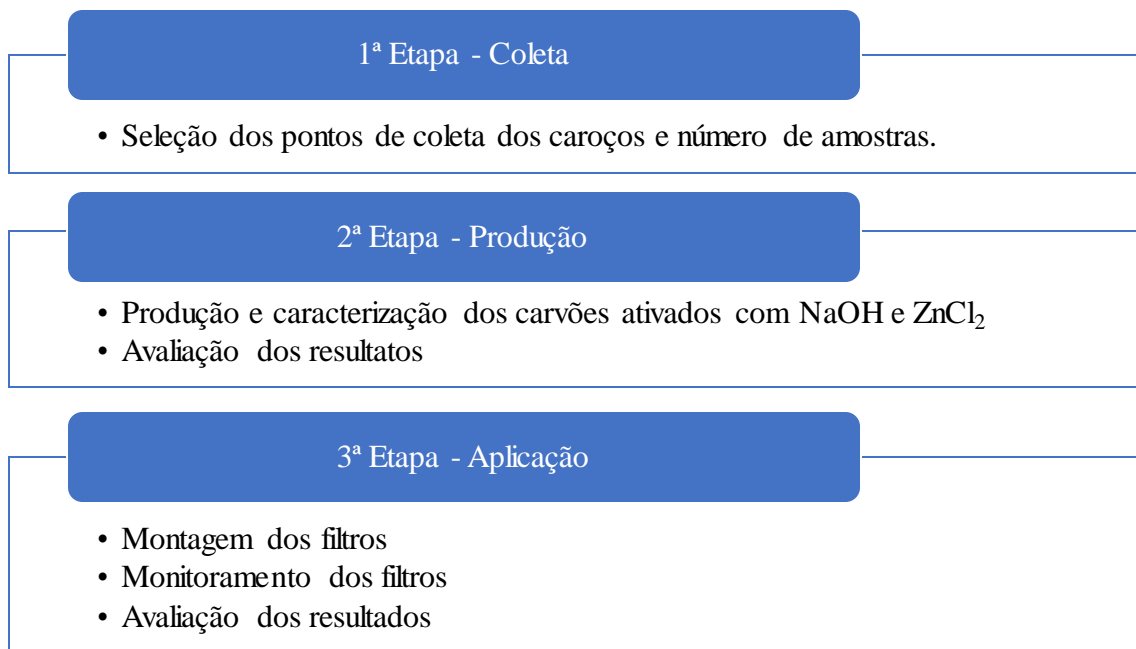 1ª Etapa - Coleta
• Seleção dos pontos de coleta dos caroços e número de amostras.
2ª Etapa - Produção
• Produção e caracterização dos carvões ativados com NaOH e ZnCl₂
• Avaliação dos resultatos
3ª Etapa - Aplicação
• Montagem dos filtros
• Monitoramento dos filtros
• Avaliação dos resultados